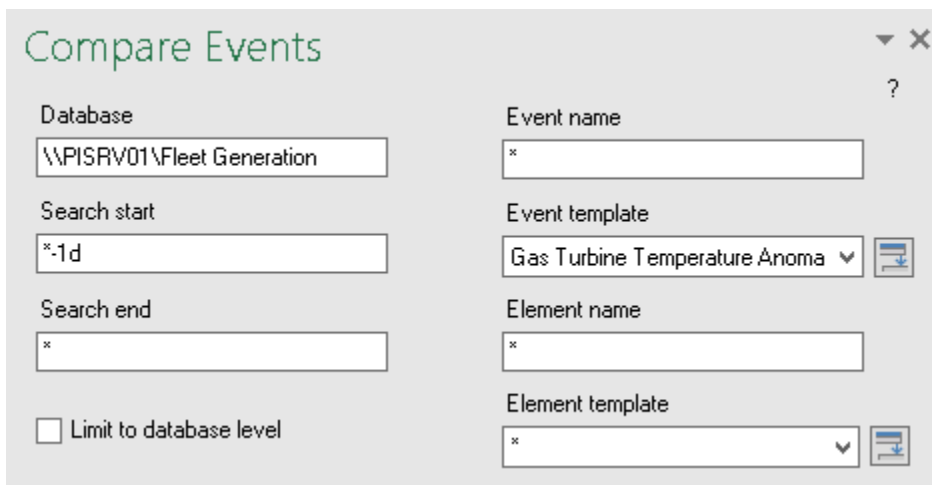 Compare Events
?
Database
\\PISRV01\Fleet Generation
Search start
*-1d
Search end
*
Limit to database level
Event name
*
Event template
Gas Turbine Temperature Anoma
Element name
*
Element template
*